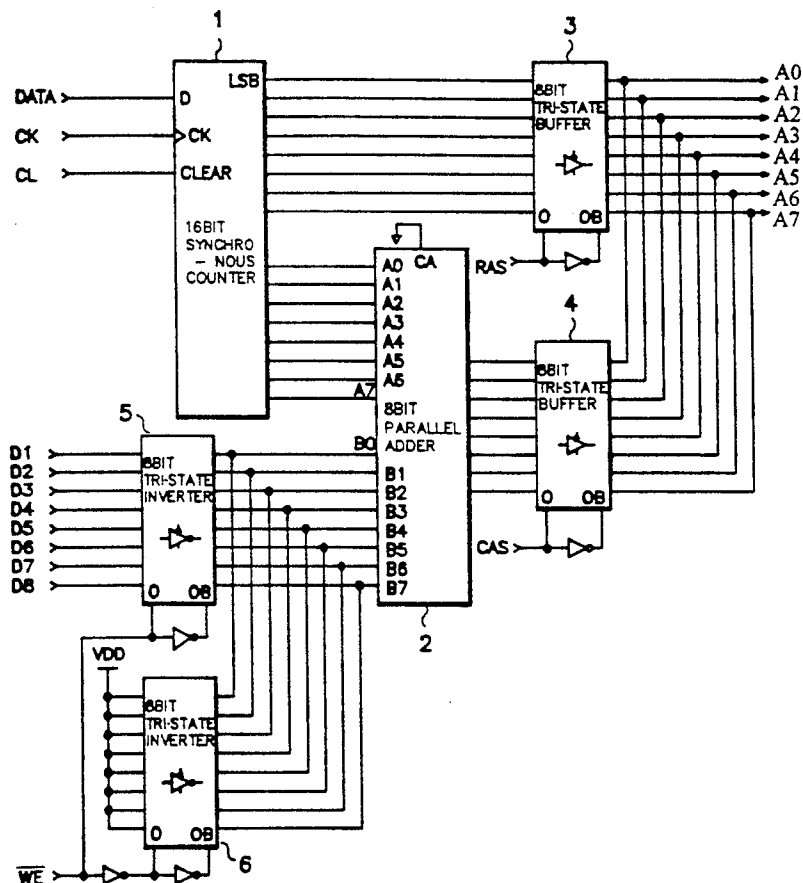 1
3
LSB
8BIT
TRI-STATE
BUFFER
A0
A1
A2
A3
A4
A5
A6
A7
DATA
D
CK
CK
CL
CLEAR
16BIT
SYNCHRO
- NOUS
COUNTER
O
OB
RAS
CA
A0
A1
A2
A3
A4
A5
A6
A7
8BIT
PARALLEL
ADDER
B0
B1
B2
B3
B4
B5
B6
B7
2
4
8BIT
TRI-STATE
BUFFER
O
OB
CAS
5
D1
D2
D3
D4
D5
D6
D7
D8
8BIT
TRI-STATE
INVERTER
O
OB
VDD
8BIT
TRI-STATE
INVERTER
O
OB
6
WE